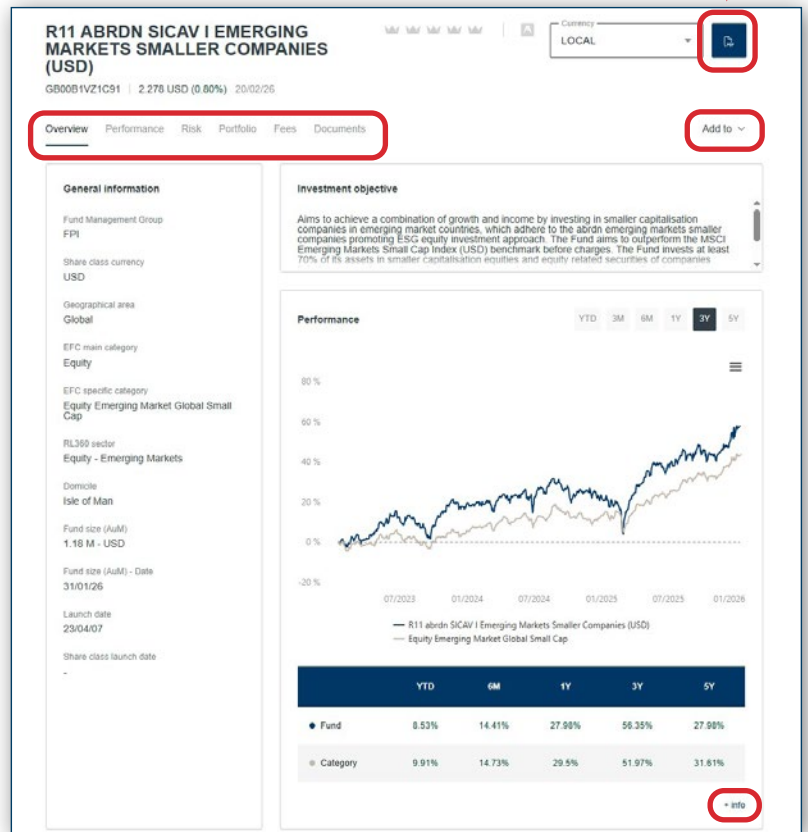 R11 ABRDN SICAV I EMERGING
MARKETS SMALLER COMPANIES
(USD)
GB00B1VZ1C91 | 2.278 USD (0.80%) 20/02/26
Currency
LOCAL
Overview Performance Risk Portfolio Fees Documents
Add to
General information
Fund Management Group
FPI
Share class currency
USD
Geographical area
Global
EFC main category
Equity
EFC specific category
Equity Emerging Market Global Small
Cap
RL360 sector
Equity - Emerging Markets
Domicile
Isle of Man
Fund size (AuM)
1.18 M - USD
Fund size (AuM) - Date
31/01/26
Launch date
23/04/07
Share class launch date
-
Investment objective
Aims to achieve a combination of growth and income by investing in smaller capitalisation
companies in emerging market countries, which adhere to the abrdn emerging markets smaller
companies promoting ESG equity investment approach. The Fund aims to outperform the MSCI
Emerging Markets Small Cap Index (USD) benchmark before charges. The Fund invests at least
70% of its assets in smaller capitalisation equities and equity related securities of companies
Performance
YTD 3M 6M 1Y 3Y 5Y
80 %
60 %
40 %
20 %
0 %
-20 %
07/2023 01/2024 07/2024 01/2025 07/2025 01/2026
R11 abrdn SICAV I Emerging Markets Smaller Companies (USD)
Equity Emerging Market Global Small Cap
YTD 6M 1Y 3Y 5Y
Fund 8.53% 14.41% 27.98% 56.35% 27.98%
Category 9.91% 14.73% 29.5% 51.97% 31.61%
+ info